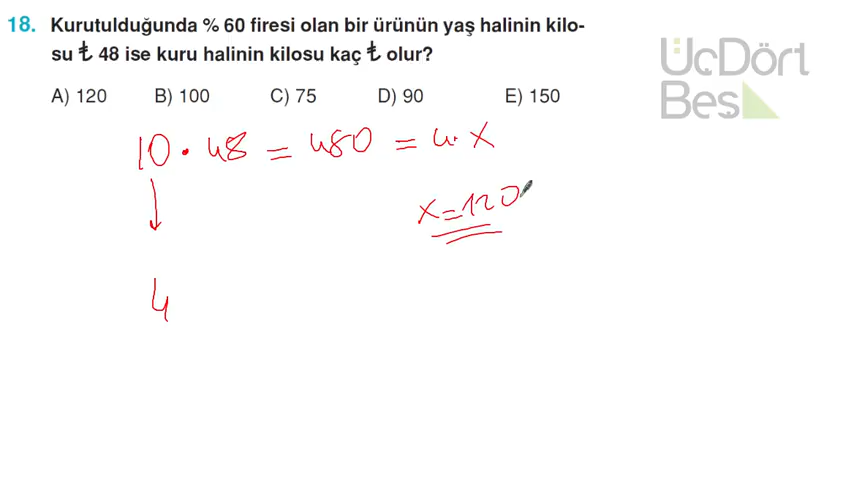 18. Kurutulduğunda % 60 firesi olan bir ürünün yaş halinin kilo-
su ₺ 48 ise kuru halinin kilosu kaç ₺ olur?
A) 120 B) 100 C) 75 D) 90 E) 150
ÜçDört
Beş
10 · 48 = 480 = 4 · x
x = 120
4